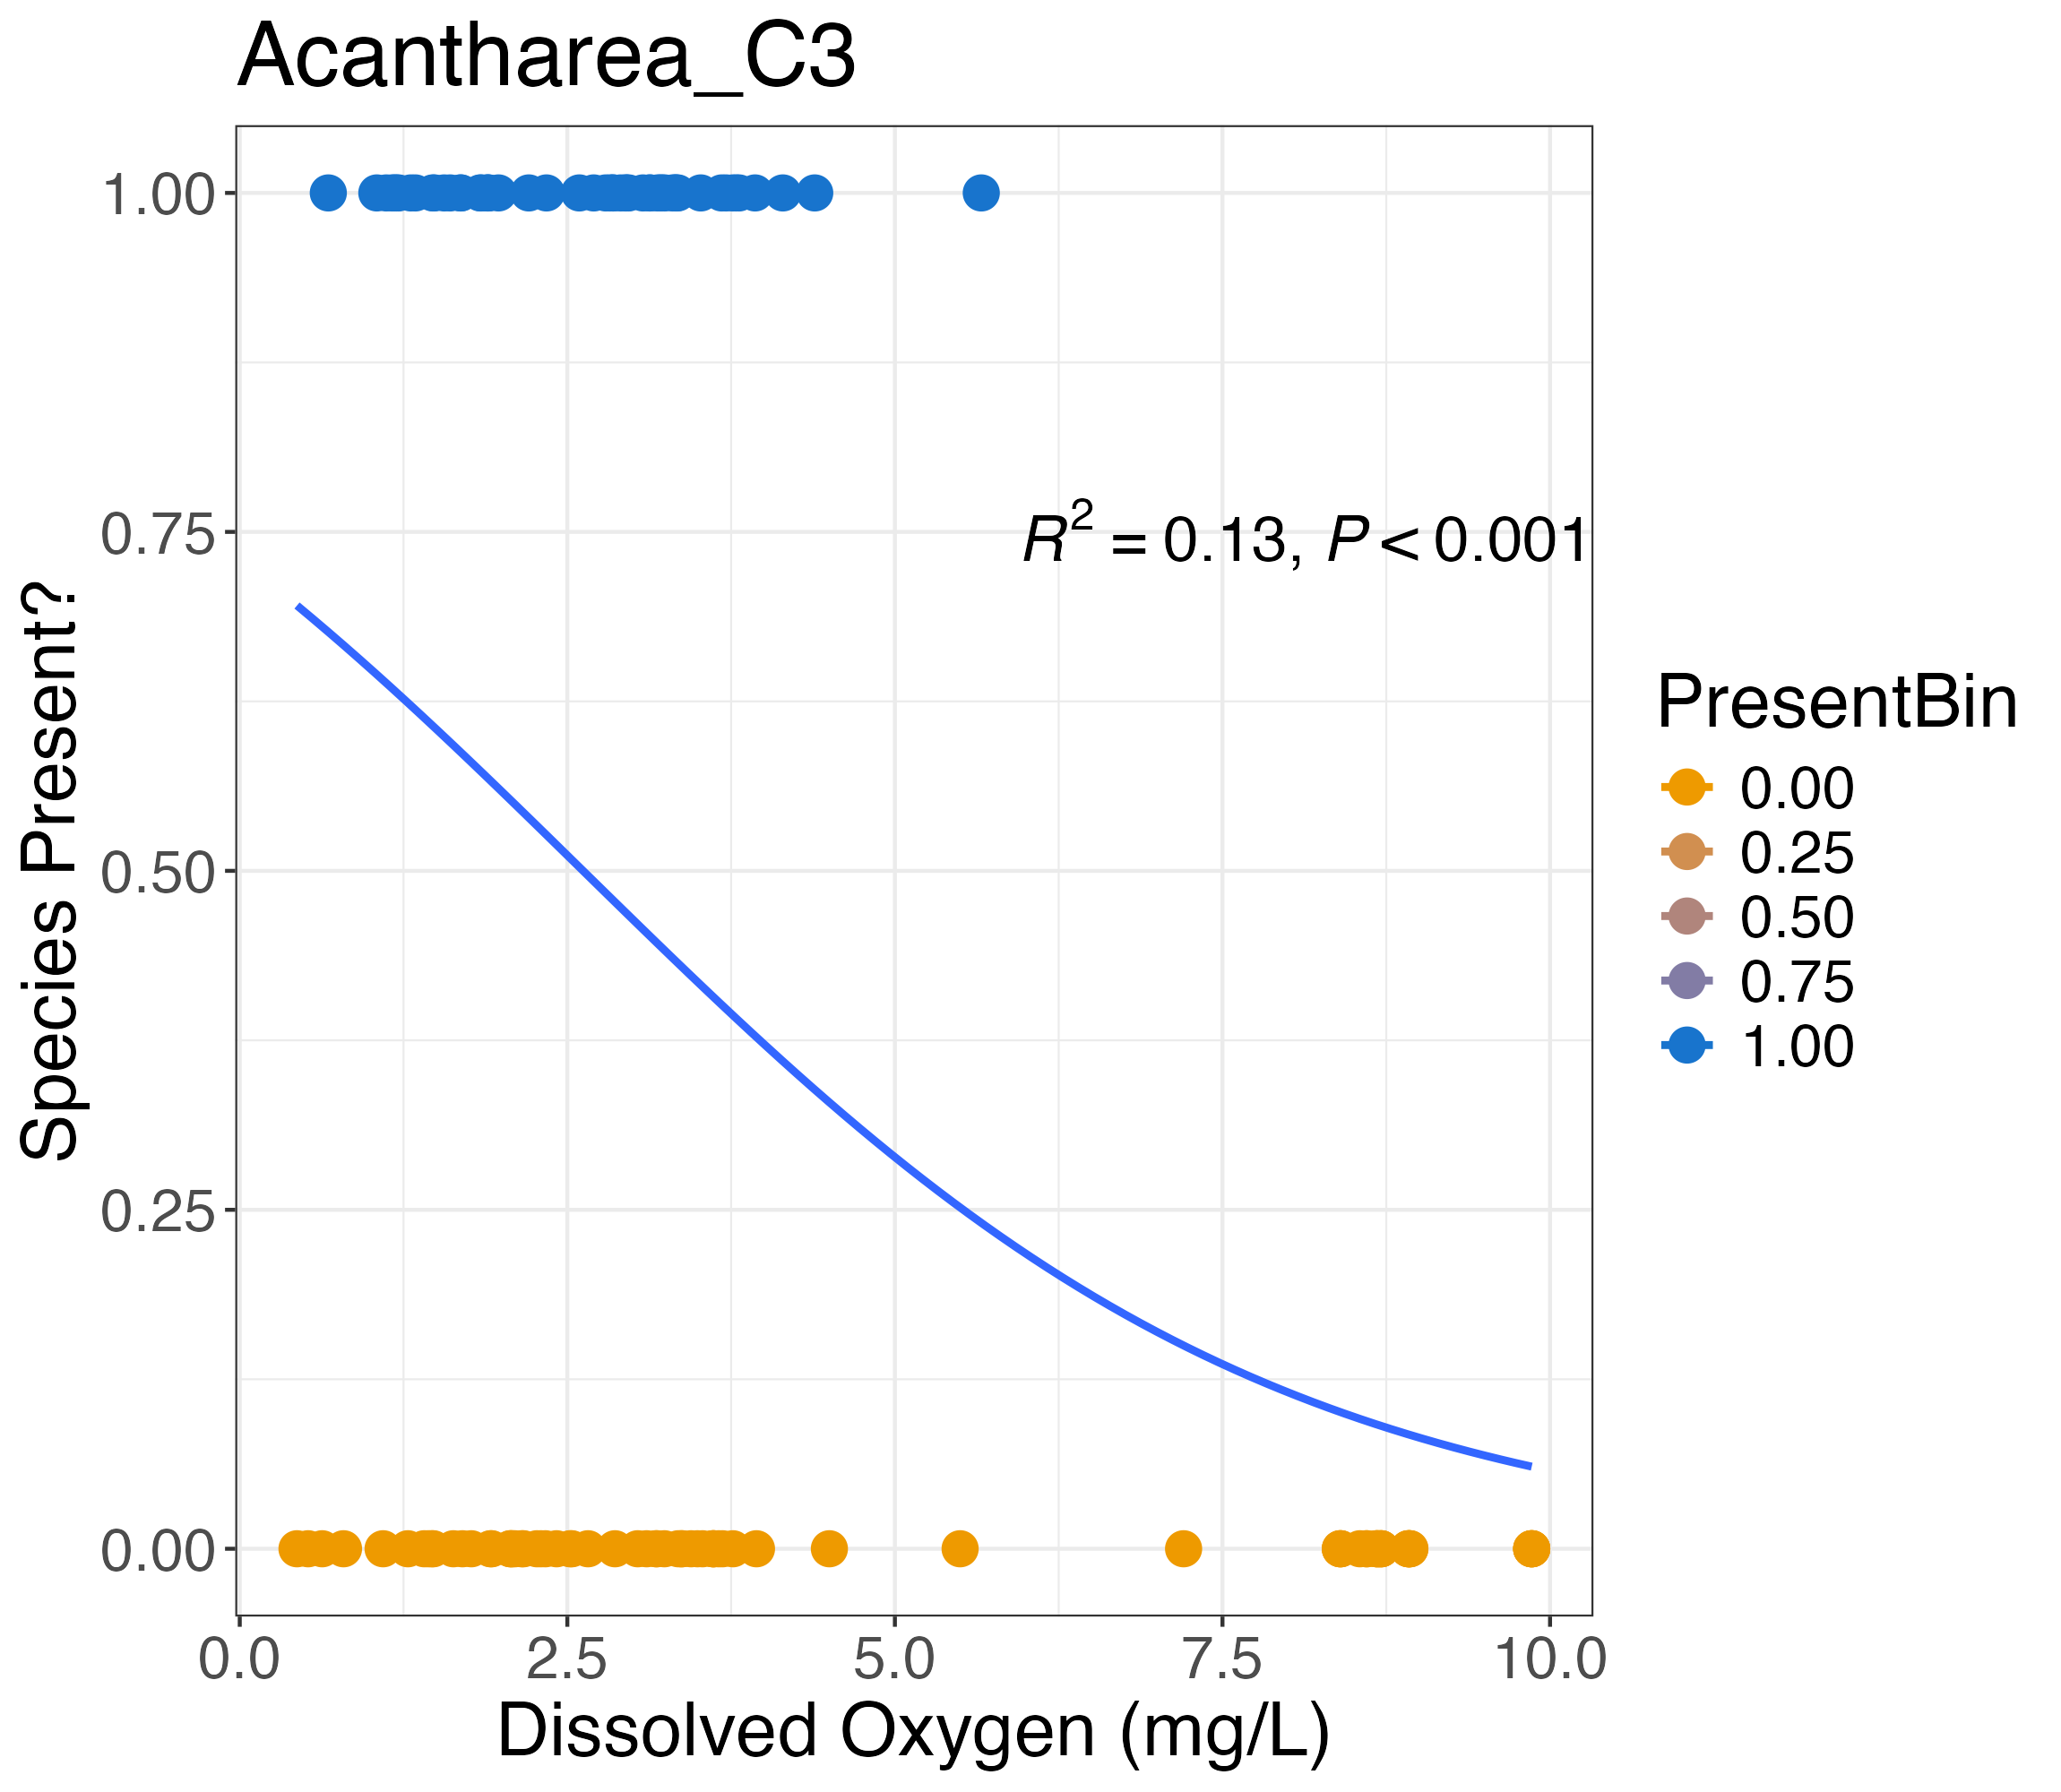 Acantharea_C3
1.00
0.75
0.50
0.25
0.00
Species Present?
R² = 0.13, P < 0.001
0.0 2.5 5.0 7.5 10.0
Dissolved Oxygen (mg/L)
PresentBin
0.00
0.25
0.50
0.75
1.00